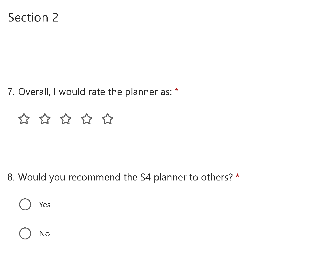 Section 2
7. Overall, I would rate the planner as: *
8. Would you recommend the S4 planner to others? *
Yes
No